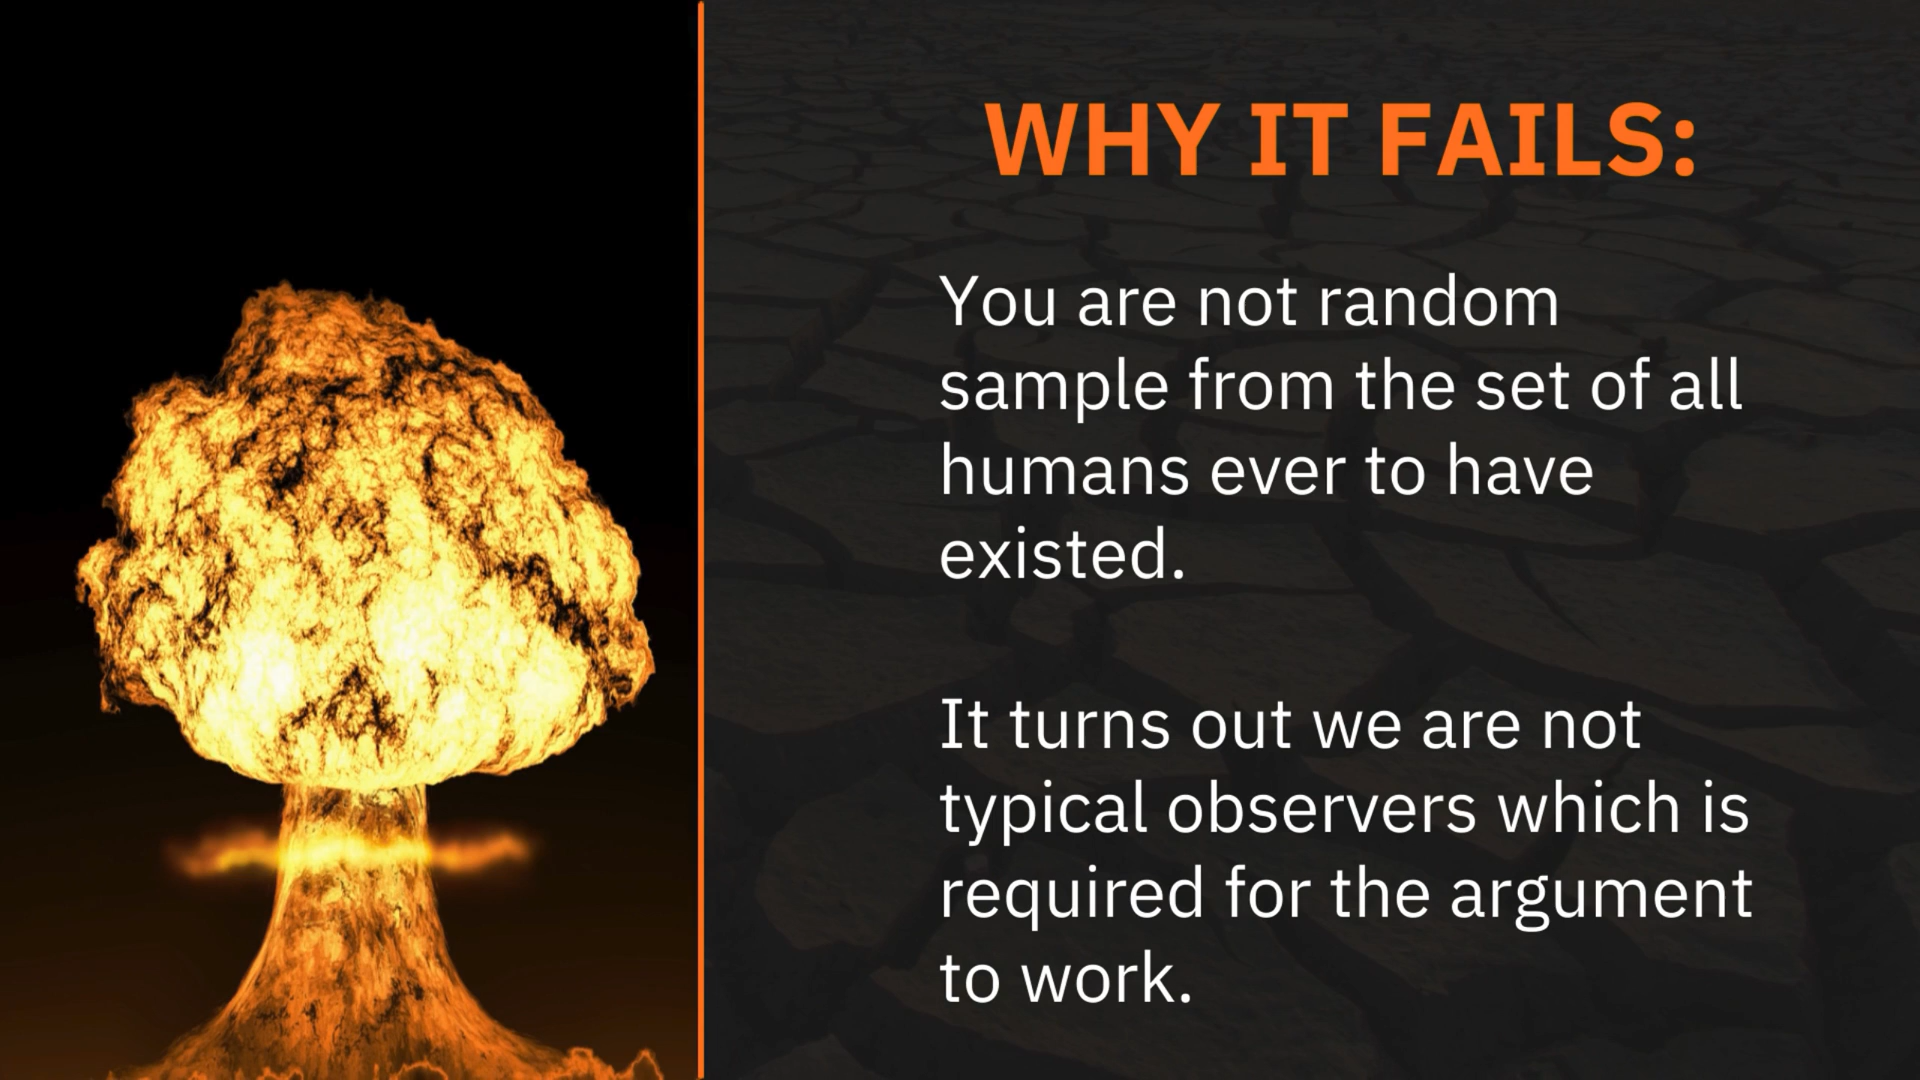 WHY IT FAILS:
You are not random
sample from the set of all
humans ever to have
existed.
It turns out we are not
typical observers which is
required for the argument
to work.